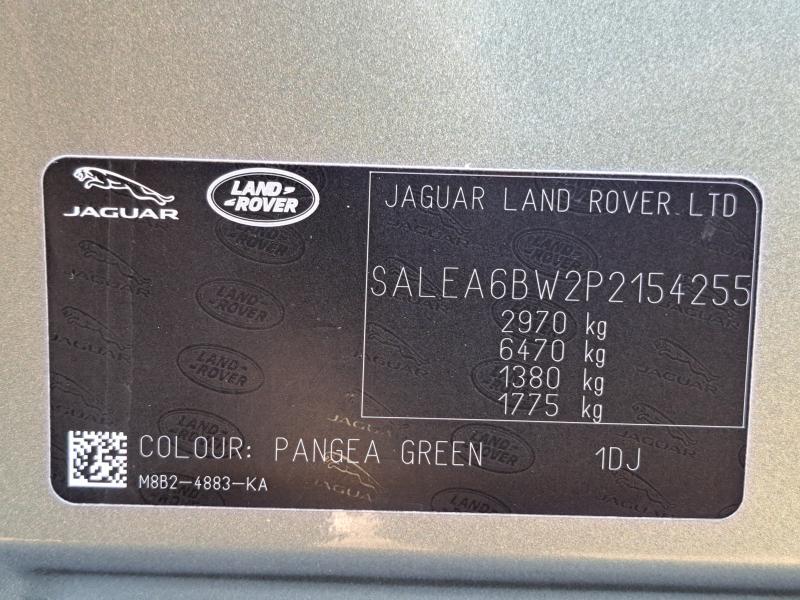 JAGUAR
LAND ROVER
JAGUAR LAND ROVER LTD
SALEA6BW2P2154255
2970 kg
6470 kg
1380 kg
1775 kg
COLOUR: PANGEA GREEN 1DJ
M8B2-4883-KA